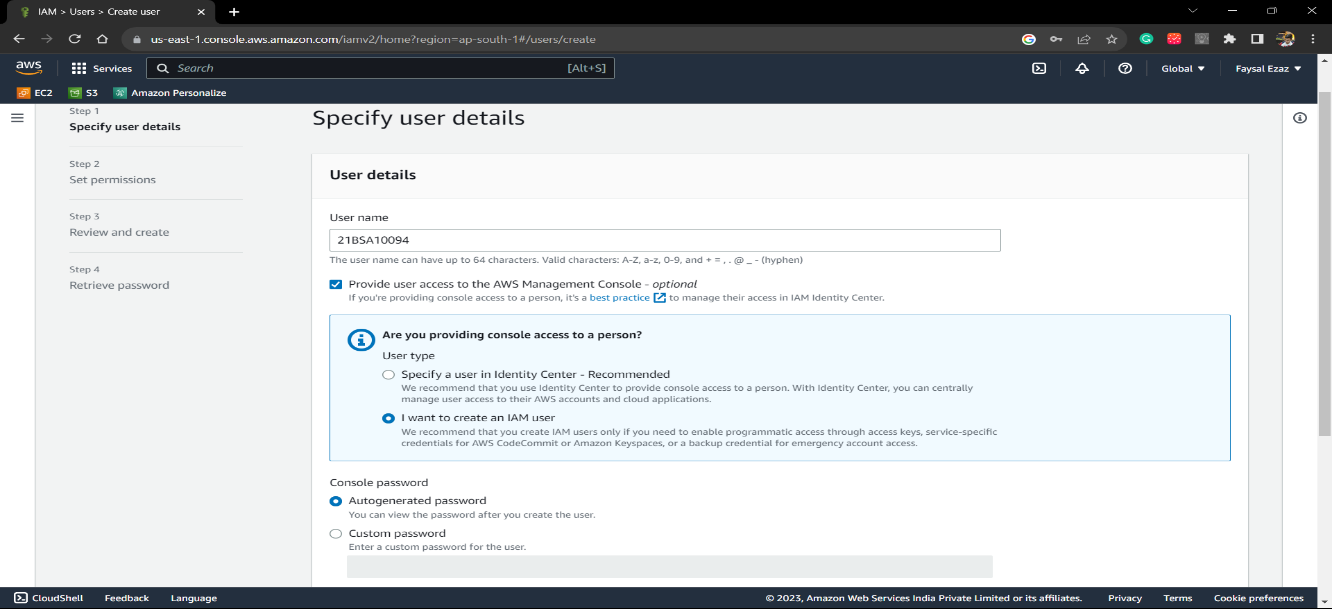 IAM > Users > Create user
us-east-1.console.aws.amazon.com/iamv2/home?region=ap-south-1#/users/create
aws
Services
Search
[Alt+S]
Global
Faysal Ezaz
EC2
S3
Amazon Personalize
Step 1
Specify user details
Step 2
Set permissions
Step 3
Review and create
Step 4
Retrieve password
Specify user details
User details
User name
21BSA10094
The user name can have up to 64 characters. Valid characters: A-Z, a-z, 0-9, and + = , . @ _ - (hyphen)
Provide user access to the AWS Management Console - optional
If you're providing console access to a person, it's a best practice to manage their access in IAM Identity Center.
Are you providing console access to a person?
User type
Specify a user in Identity Center - Recommended
We recommend that you use Identity Center to provide console access to a person. With Identity Center, you can centrally
manage user access to their AWS accounts and cloud applications.
I want to create an IAM user
We recommend that you create IAM users only if you need to enable programmatic access through access keys, service-specific
credentials for AWS CodeCommit or Amazon Keyspaces, or a backup credential for emergency account access.
Console password
Autogenerated password
You can view the password after you create the user.
Custom password
Enter a custom password for the user.
CloudShell
Feedback
Language
© 2023, Amazon Web Services India Private Limited or its affiliates.
Privacy
Terms
Cookie preferences